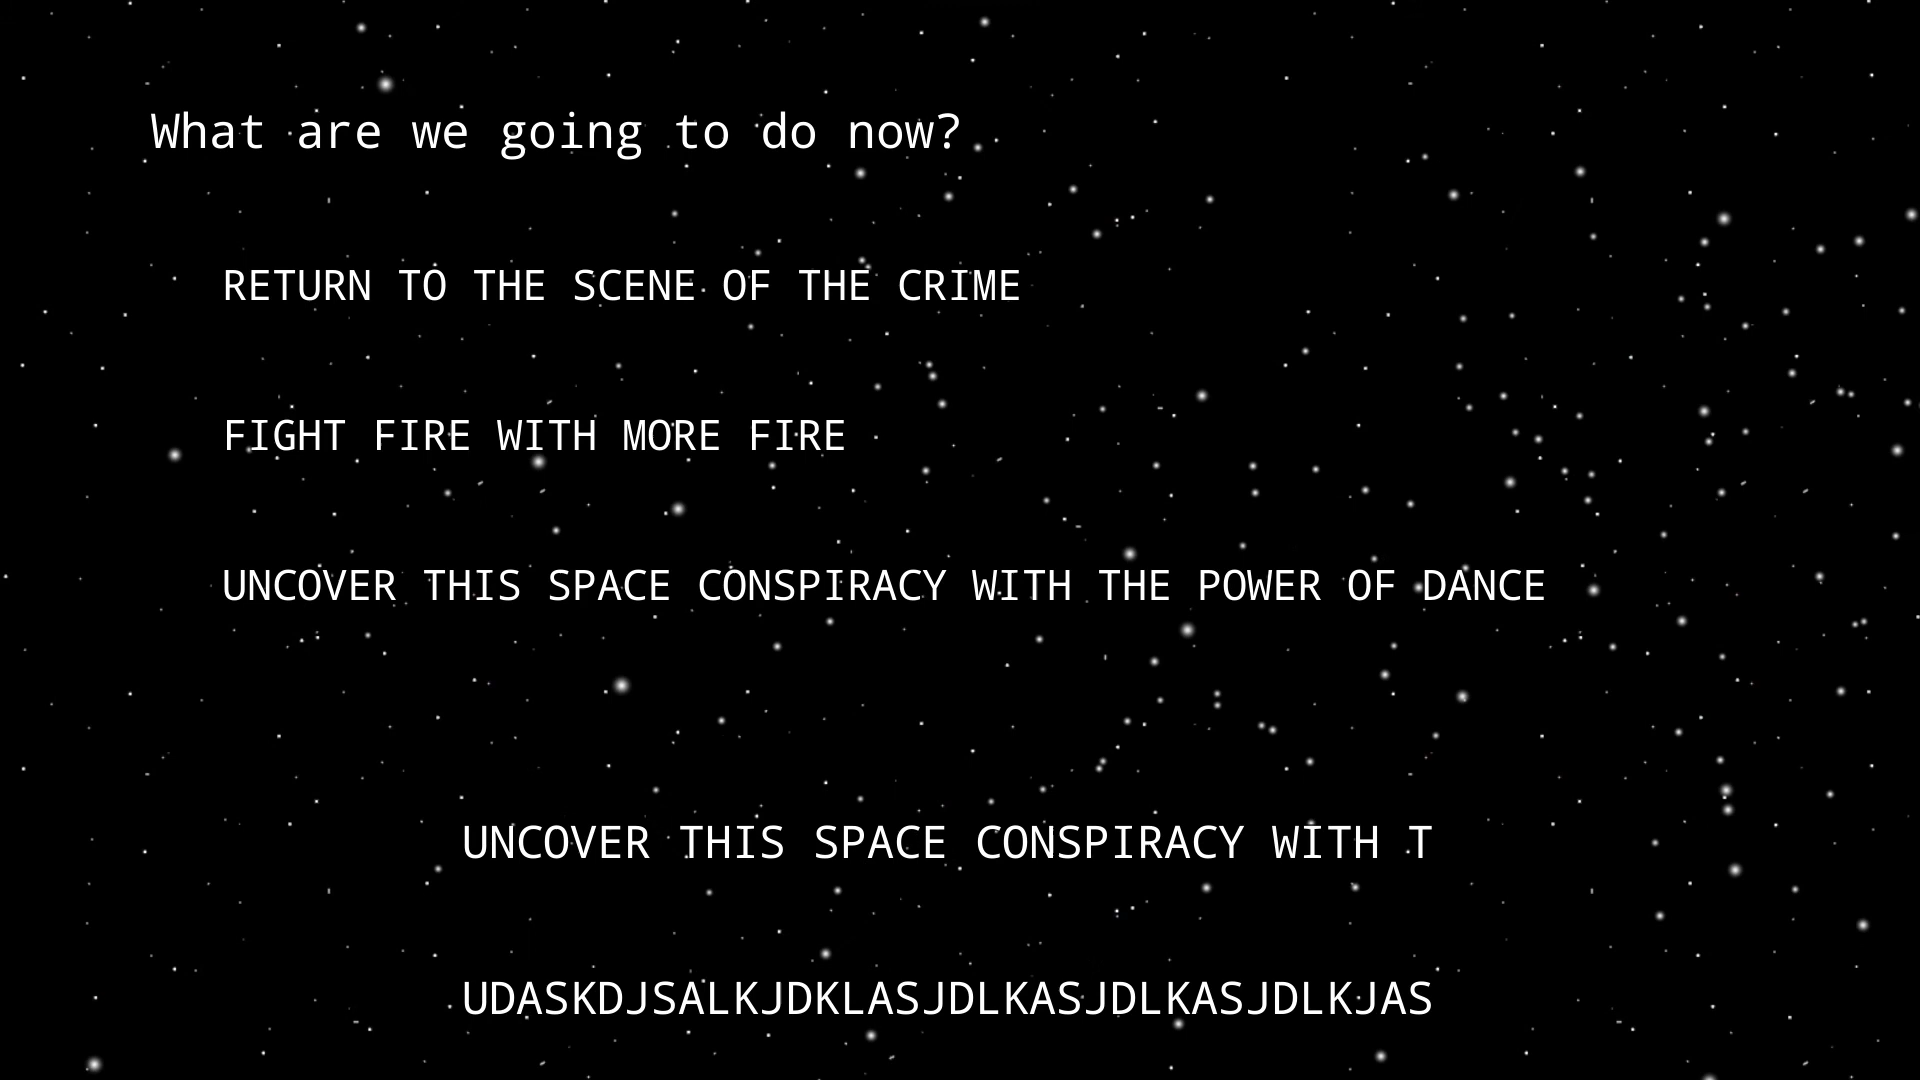 What are we going to do now?
RETURN TO THE SCENE OF THE CRIME
FIGHT FIRE WITH MORE FIRE
UNCOVER THIS SPACE CONSPIRACY WITH THE POWER OF DANCE
UNCOVER THIS SPACE CONSPIRACY WITH T
UDASKDJSALKJDKLASJDLKASJDLKASJDLKJAS